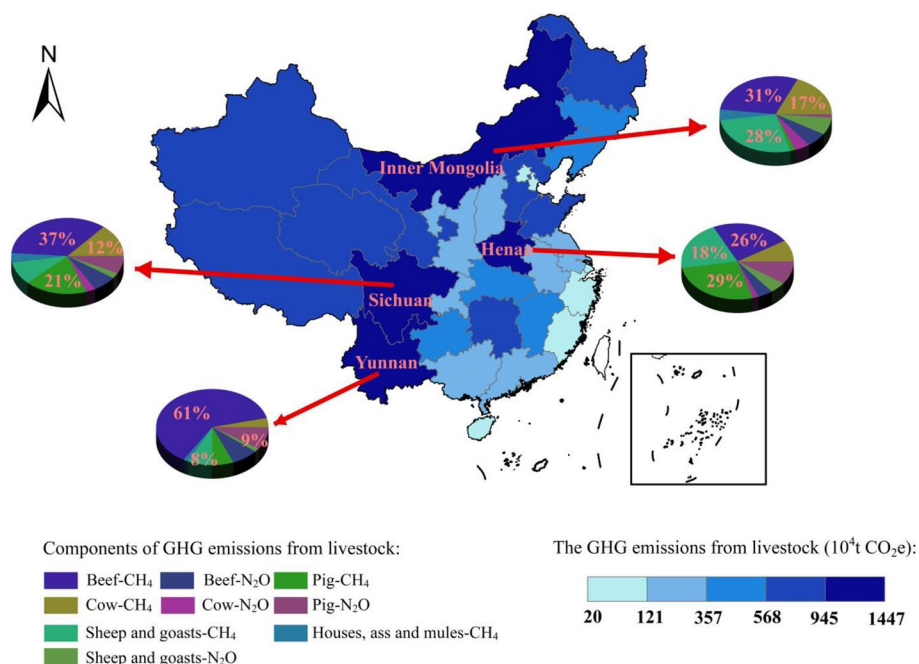 N
31%
17%
28%
Inner Mongolia
37%
12%
21%
Henan
26%
18%
29%
Sichuan
Yunnan
61%
9%
8%
Components of GHG emissions from livestock:
Beef-CH₄ Beef-N₂O Pig-CH₄
Cow-CH₄ Cow-N₂O Pig-N₂O
Sheep and goasts-CH₄ Houses, ass and mules-CH₄
Sheep and goasts-N₂O
The GHG emissions from livestock (10⁴t CO₂e):
20 121 357 568 945 1447